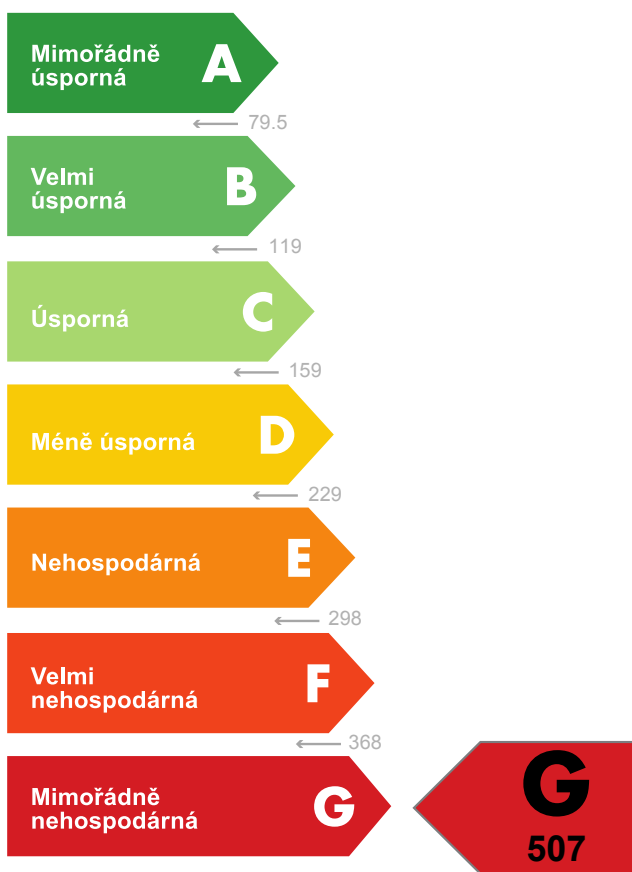 Mimořádně
úsporná
A
79.5
Velmi
úsporná
B
119
Úsporná
C
159
Méně úsporná
D
229
Nehospodárná
E
298
Velmi
nehospodárná
F
368
Mimořádně
nehospodárná
G
G
507